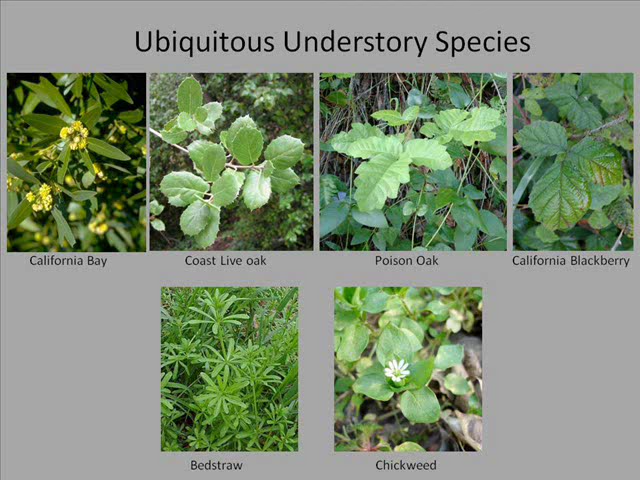 Ubiquitous Understory Species
California Bay
Coast Live oak
Poison Oak
California Blackberry
Bedstraw
Chickweed